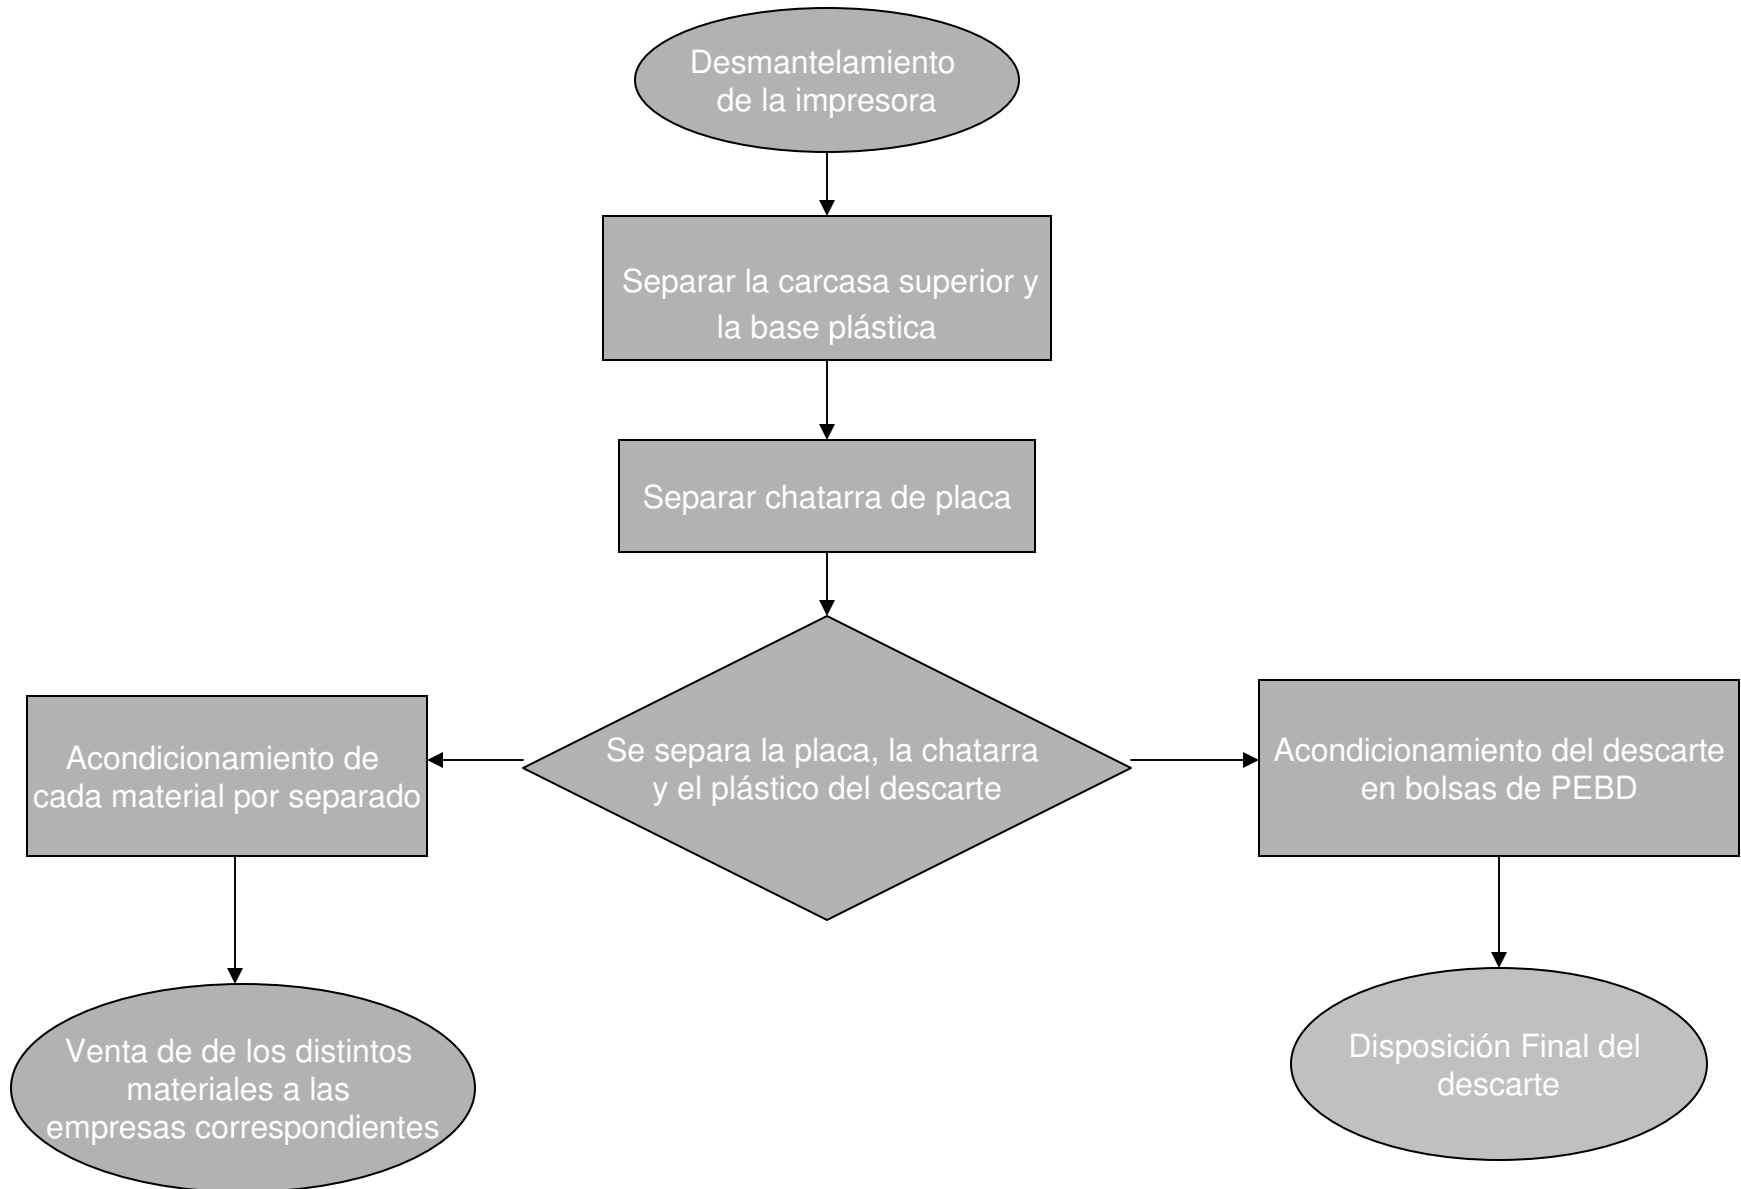 Desmantelamiento
de la impresora
Separar la carcasa superior y
la base plástica
Separar chatarra de placa
Se separa la placa, la chatarra
y el plástico del descarte
Acondicionamiento de
cada material por separado
Acondicionamiento del descarte
en bolsas de PEBD
Venta de de los distintos
materiales a las
empresas correspondientes
Disposición Final del
descarte